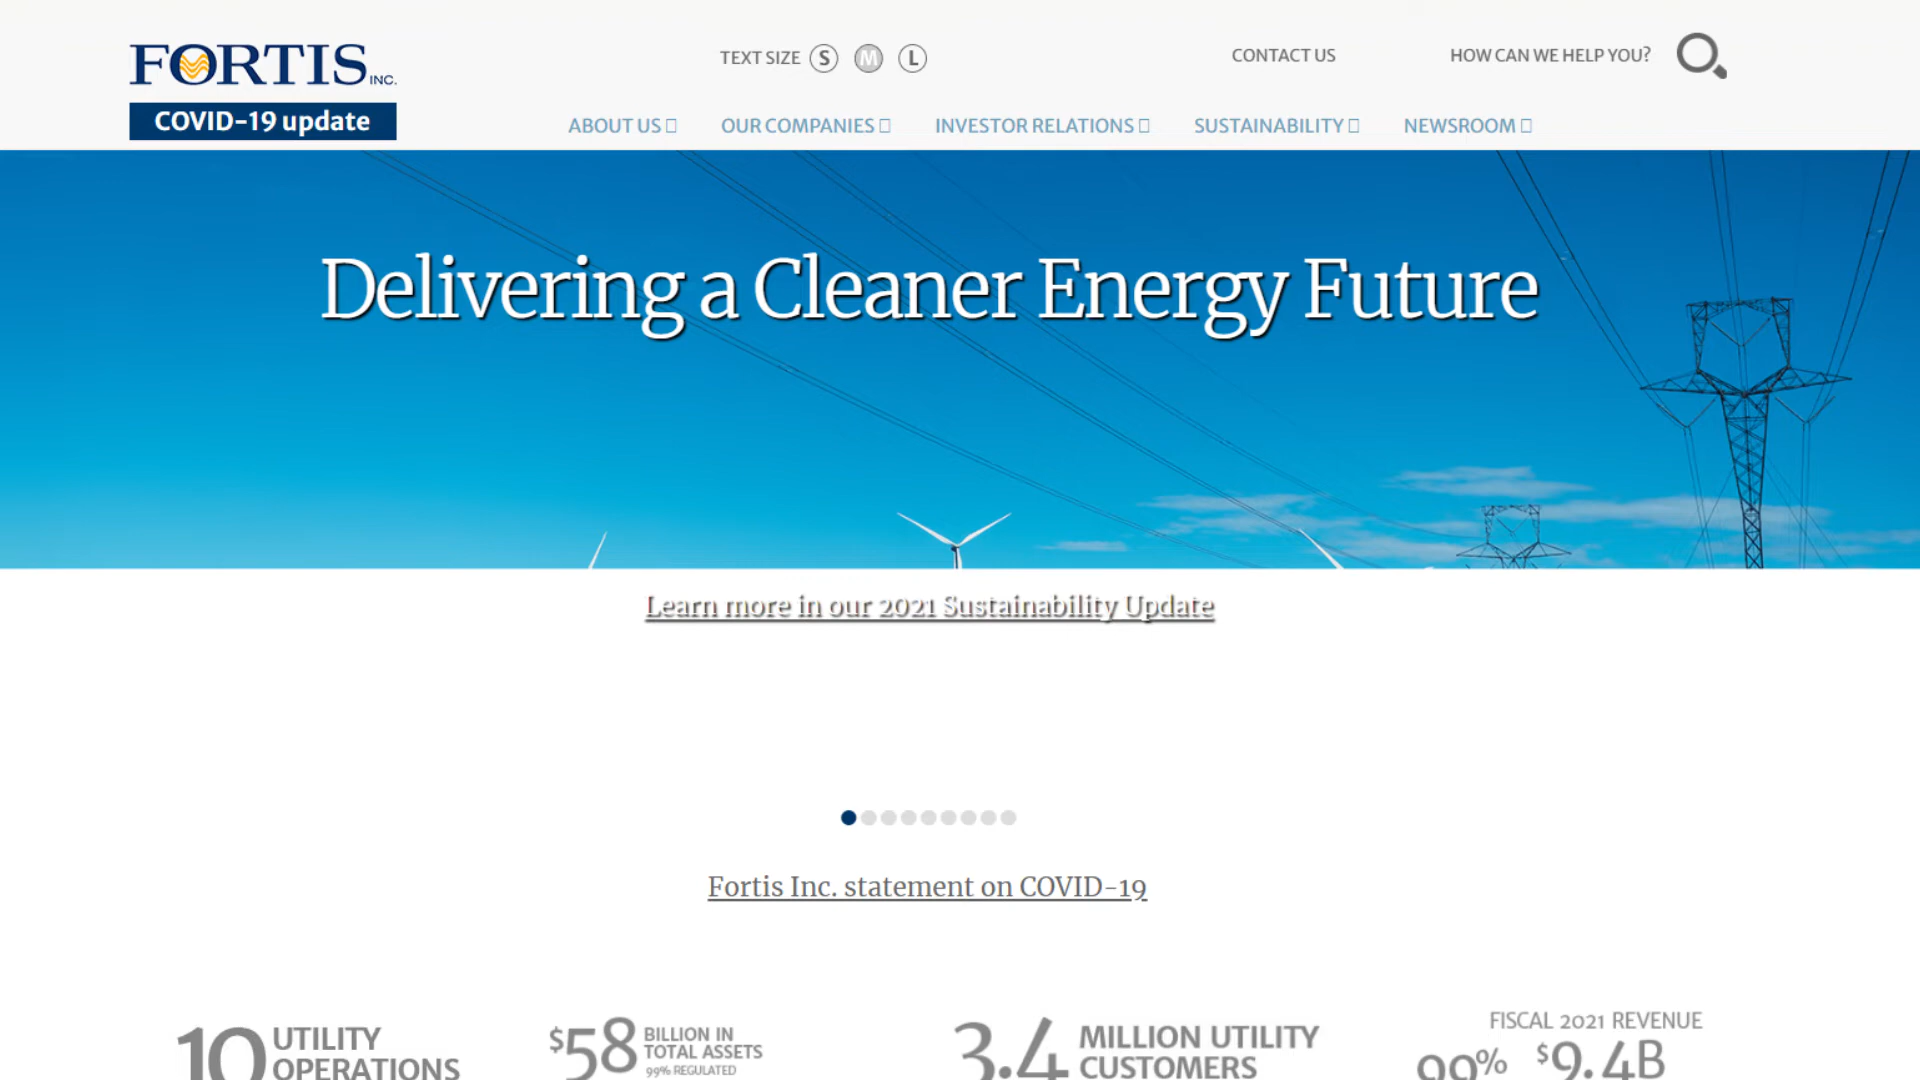 FORTIS INC.
TEXT SIZE S M L
CONTACT US
HOW CAN WE HELP YOU?
COVID-19 update
ABOUT US
OUR COMPANIES
INVESTOR RELATIONS
SUSTAINABILITY
NEWSROOM
Delivering a Cleaner Energy Future
Learn more in our 2021 Sustainability Update
Fortis Inc. statement on COVID-19
10 UTILITY
OPERATIONS
$58 BILLION IN
TOTAL ASSETS
99% REGULATED
3.4 MILLION UTILITY
CUSTOMERS
FISCAL 2021 REVENUE
99% $9.4B